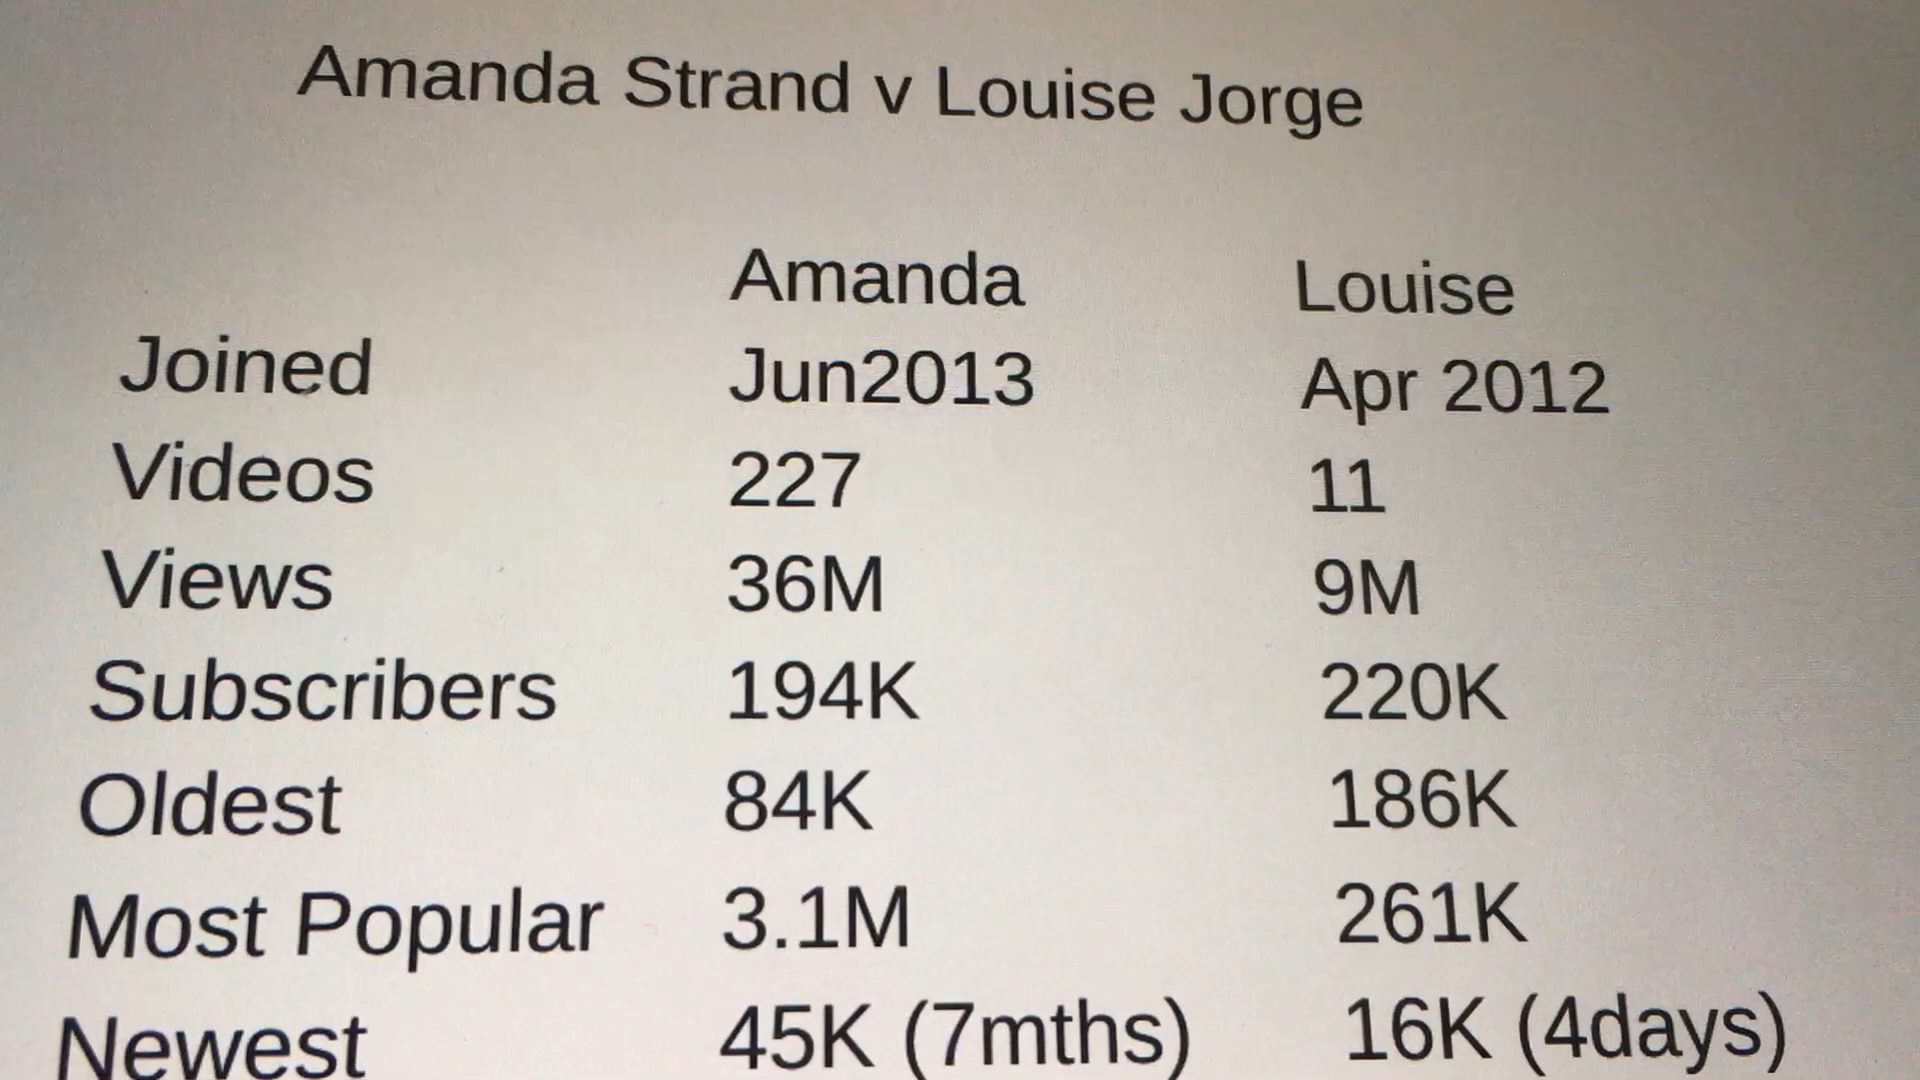 Amanda Strand v Louise Jorge
Amanda Louise
Joined Jun2013 Apr 2012
Videos 227 11
Views 36M 9M
Subscribers 194K 220K
Oldest 84K 186K
Most Popular 3.1M 261K
Newest 45K (7mths) 16K (4days)